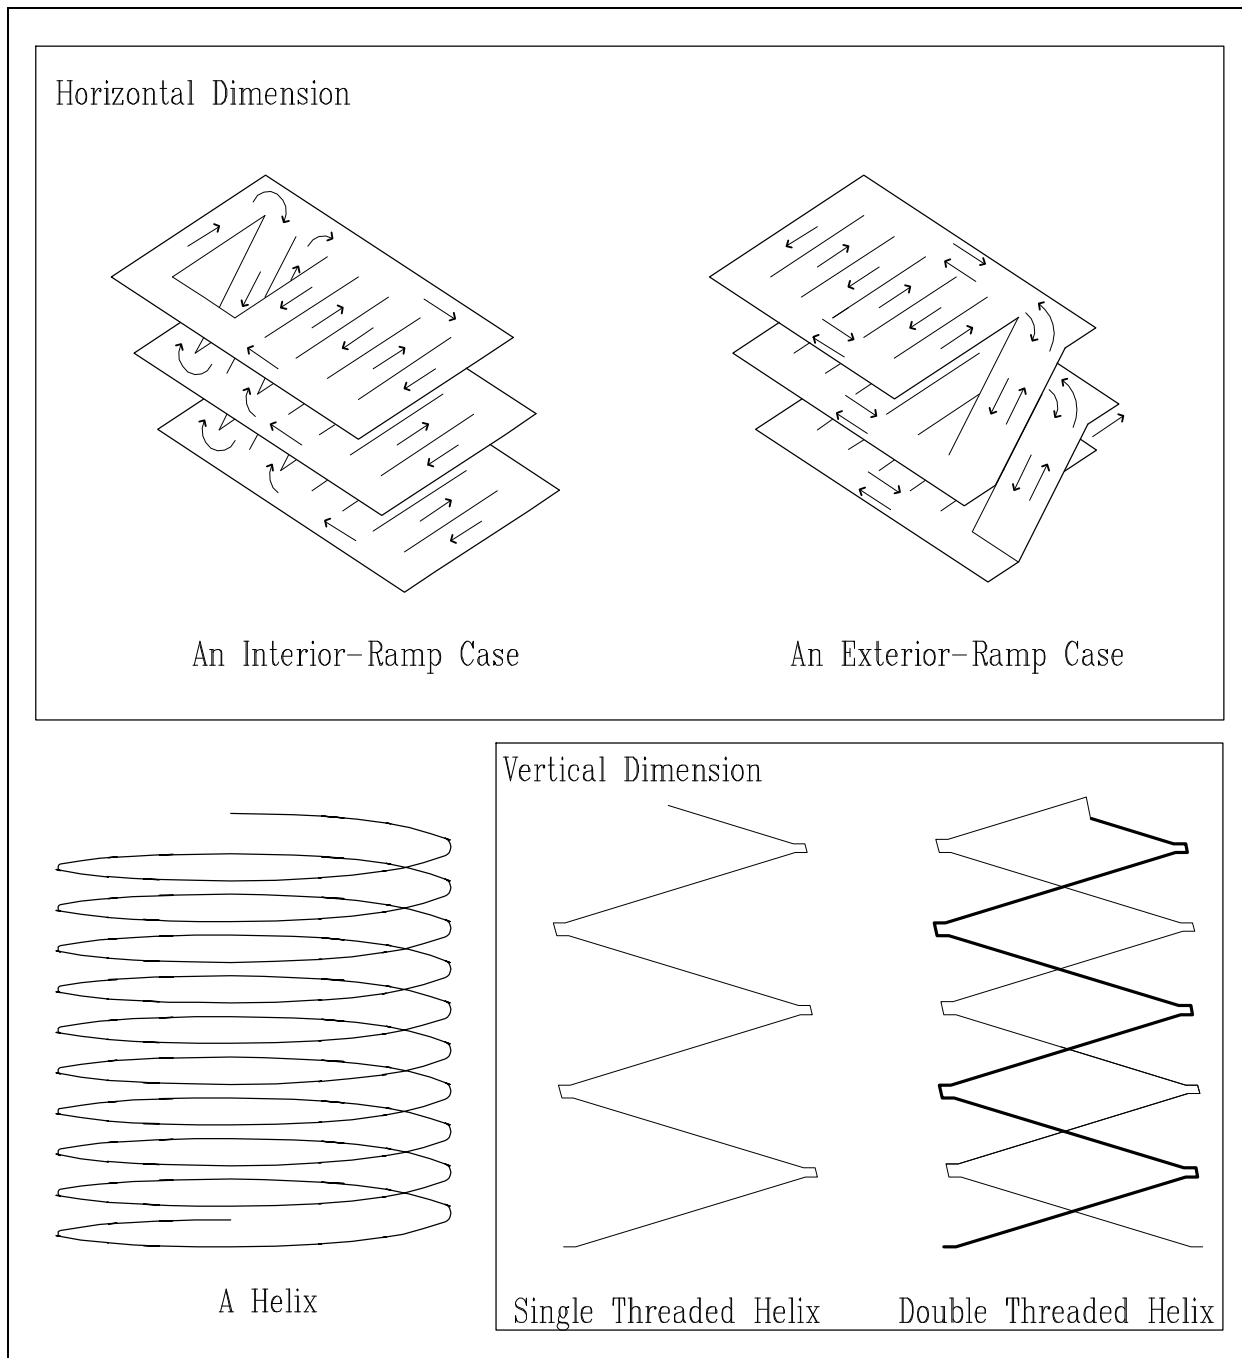 Horizontal Dimension
An Interior-Ramp Case
An Exterior-Ramp Case
Vertical Dimension
A Helix
Single Threaded Helix
Double Threaded Helix